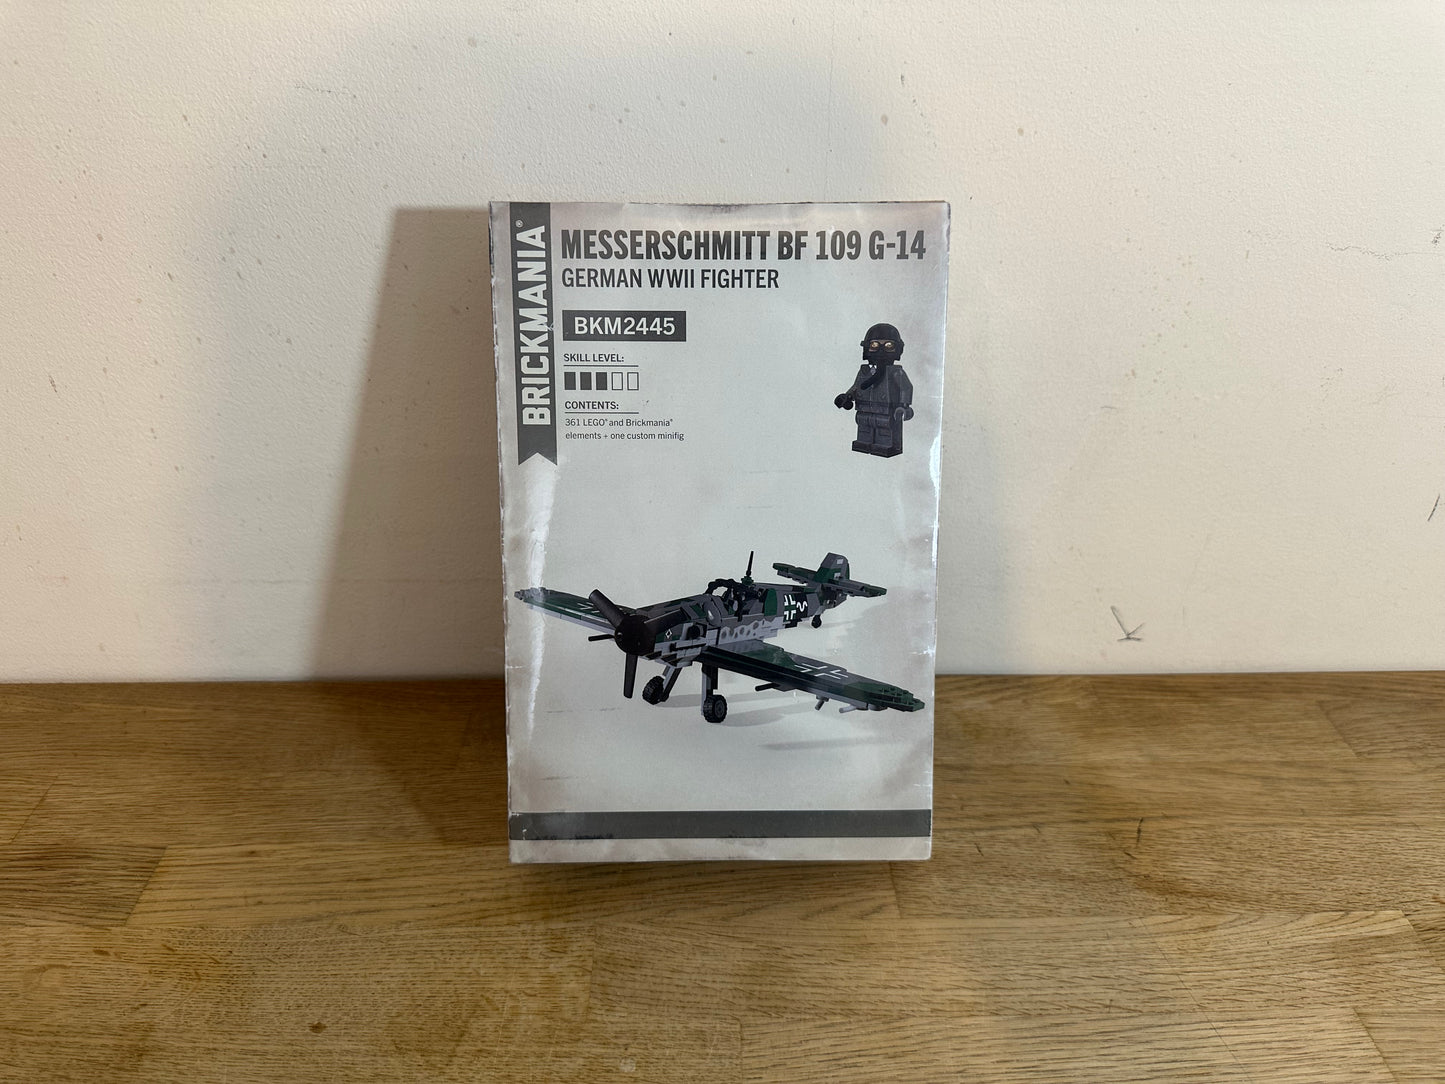 BRICKMANIA®
MESSERSCHMITT BF 109 G-14
GERMAN WWII FIGHTER
BKM2445
SKILL LEVEL:
CONTENTS:
361 LEGO® and Brickmania®
elements + one custom minifig